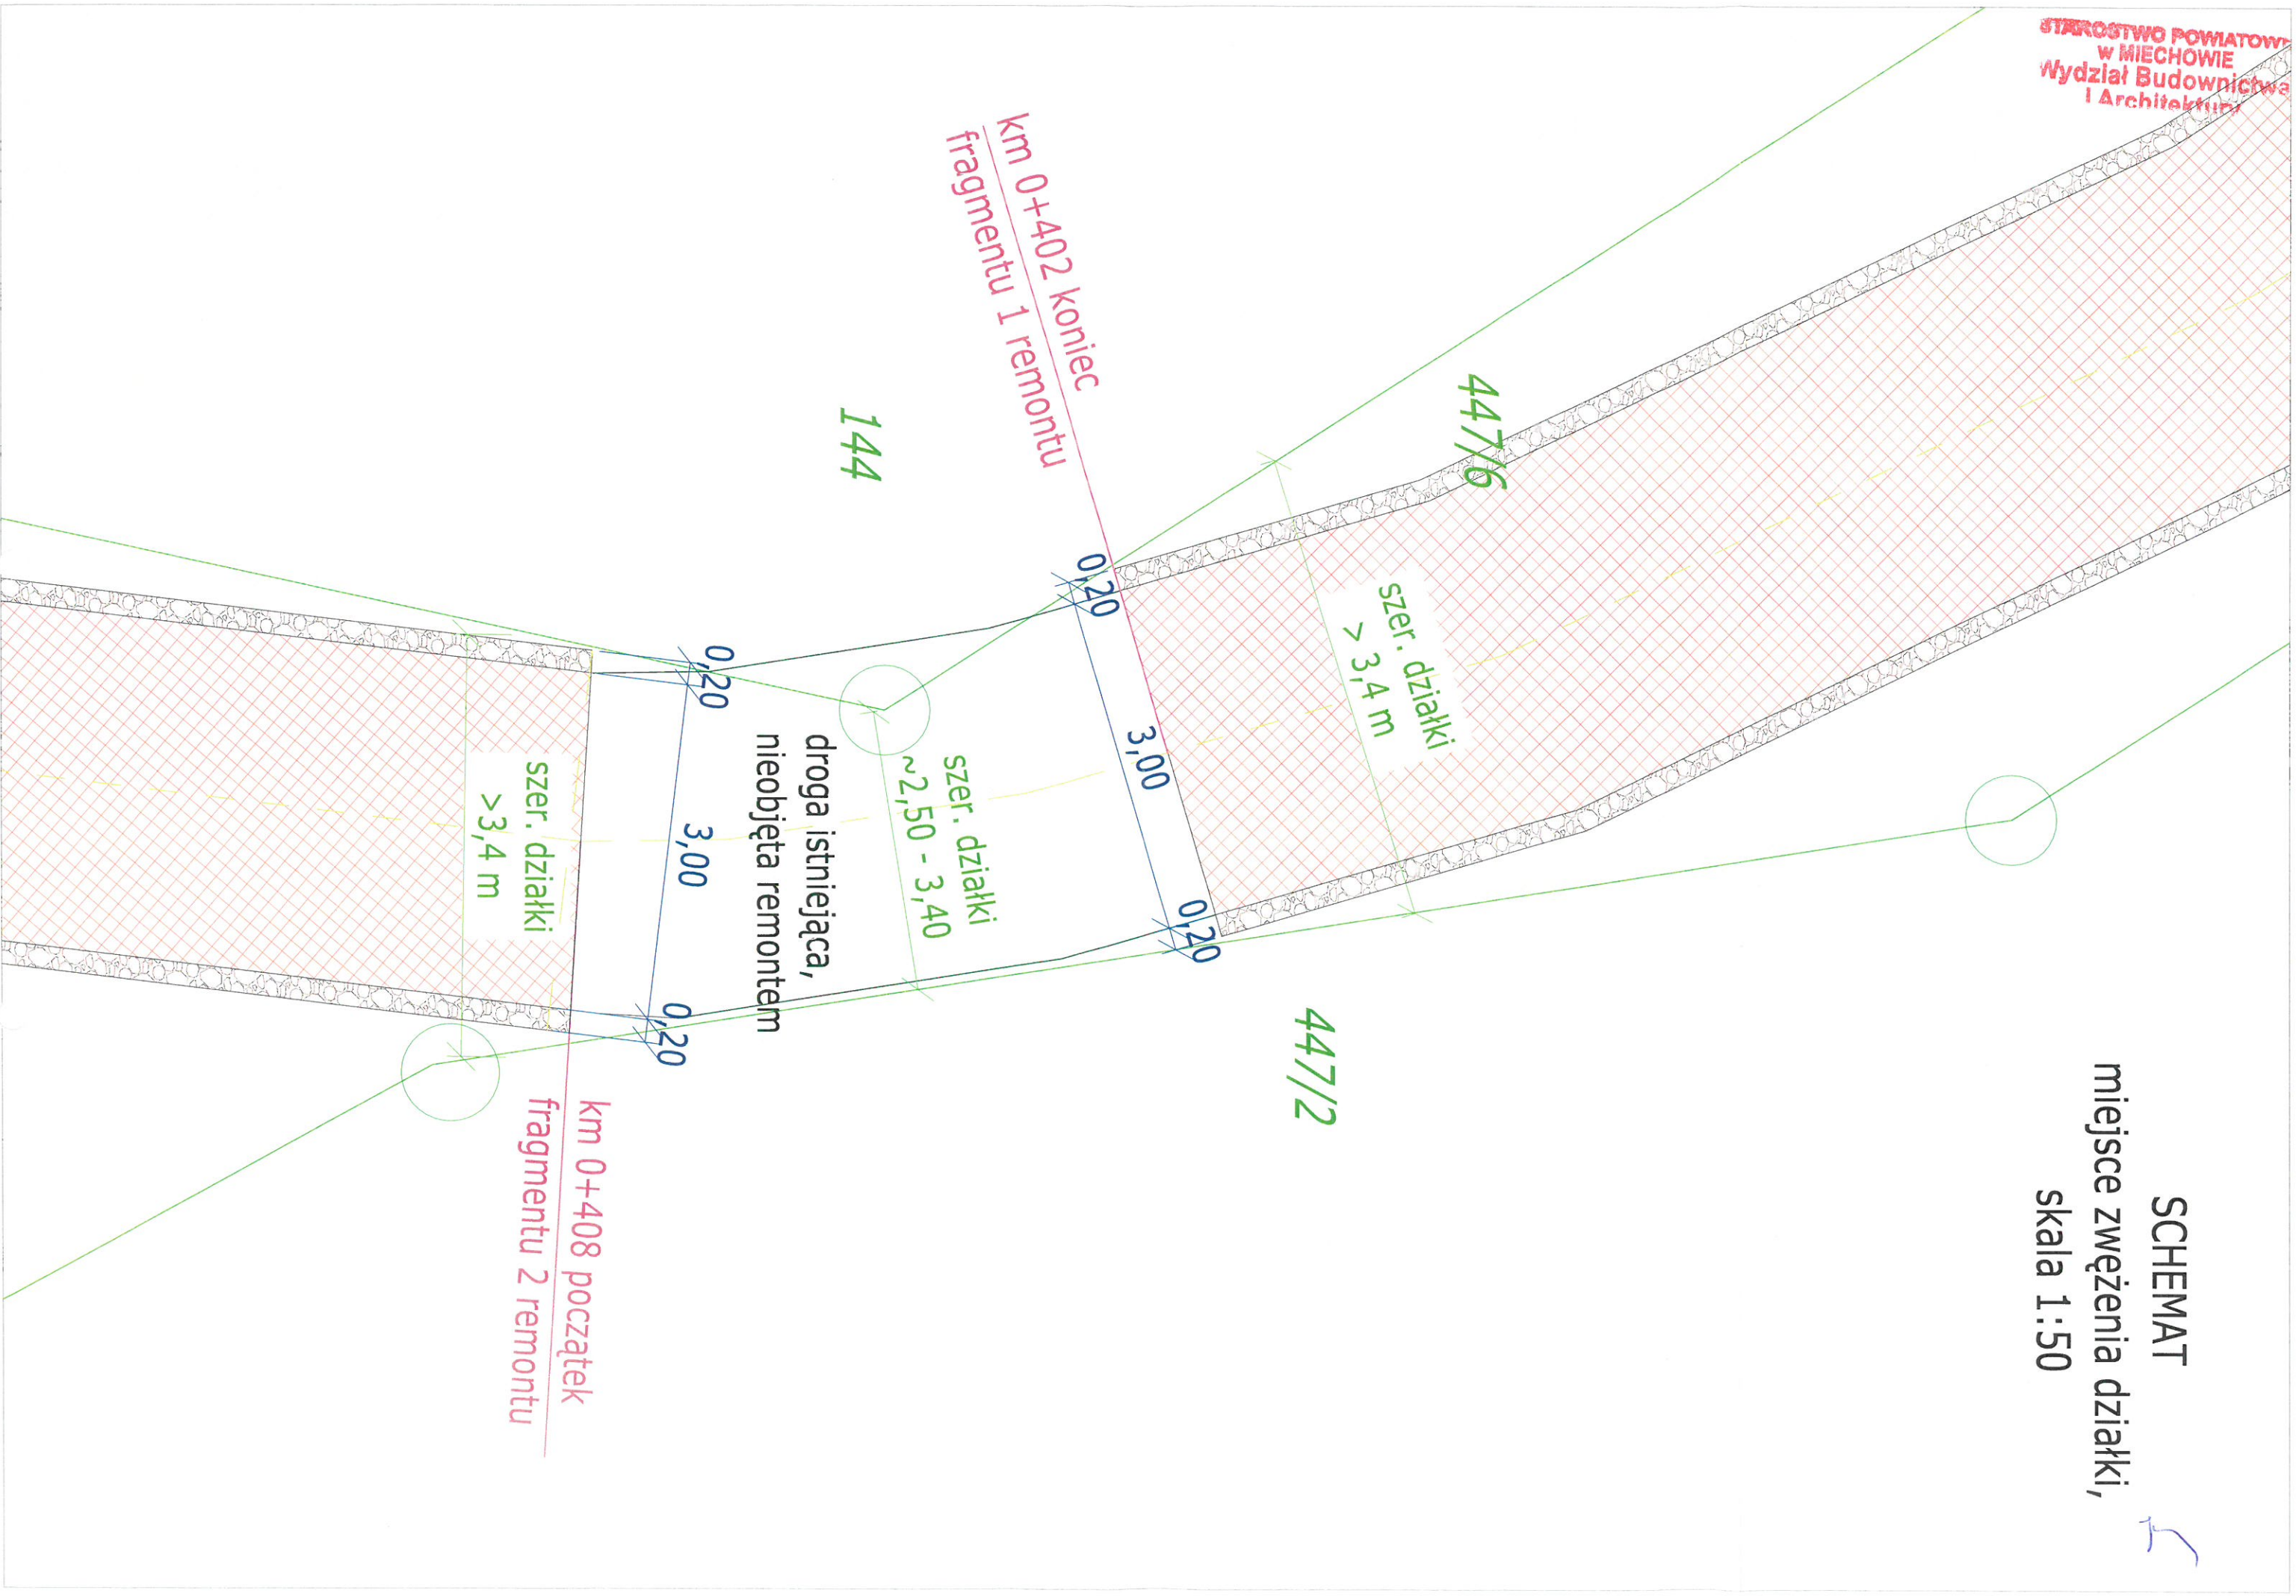 STAROSTWO POWIATOWE
w MIECHOWIE
Wydział Budownictwa
i Architektury
SCHEMAT
miejsce zwężenia działki,
skala 1:50
447/6
447/2
144
szer. działki
> 3,4 m
km 0+402 koniec
fragmentu 1 remontu
0,20
3,00
0,20
szer. działki
~2,50 - 3,40
droga istniejąca,
nieobjęta remontem
0,20
3,00
0,20
szer. działki
>3,4 m
km 0+408 początek
fragmentu 2 remontu